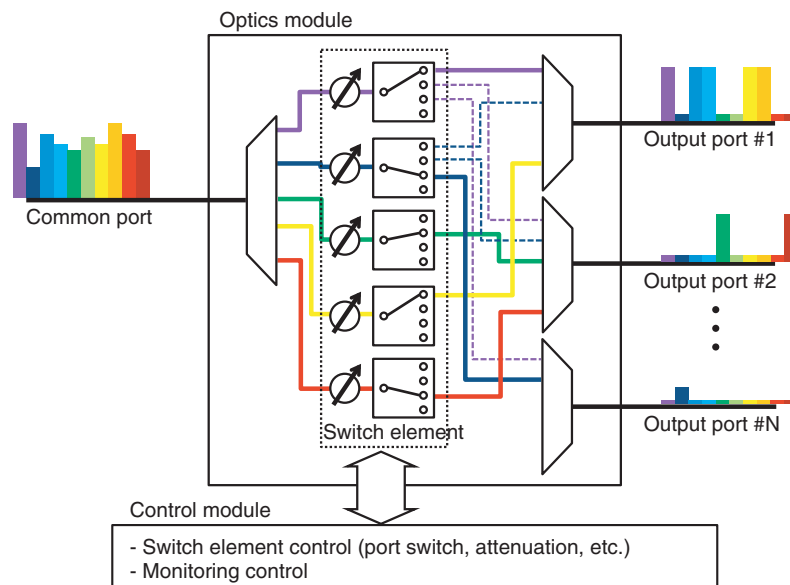 Optics module
Common port
Output port #1
Output port #2
Output port #N
Switch element
Control module
- Switch element control (port switch, attenuation, etc.)
- Monitoring control